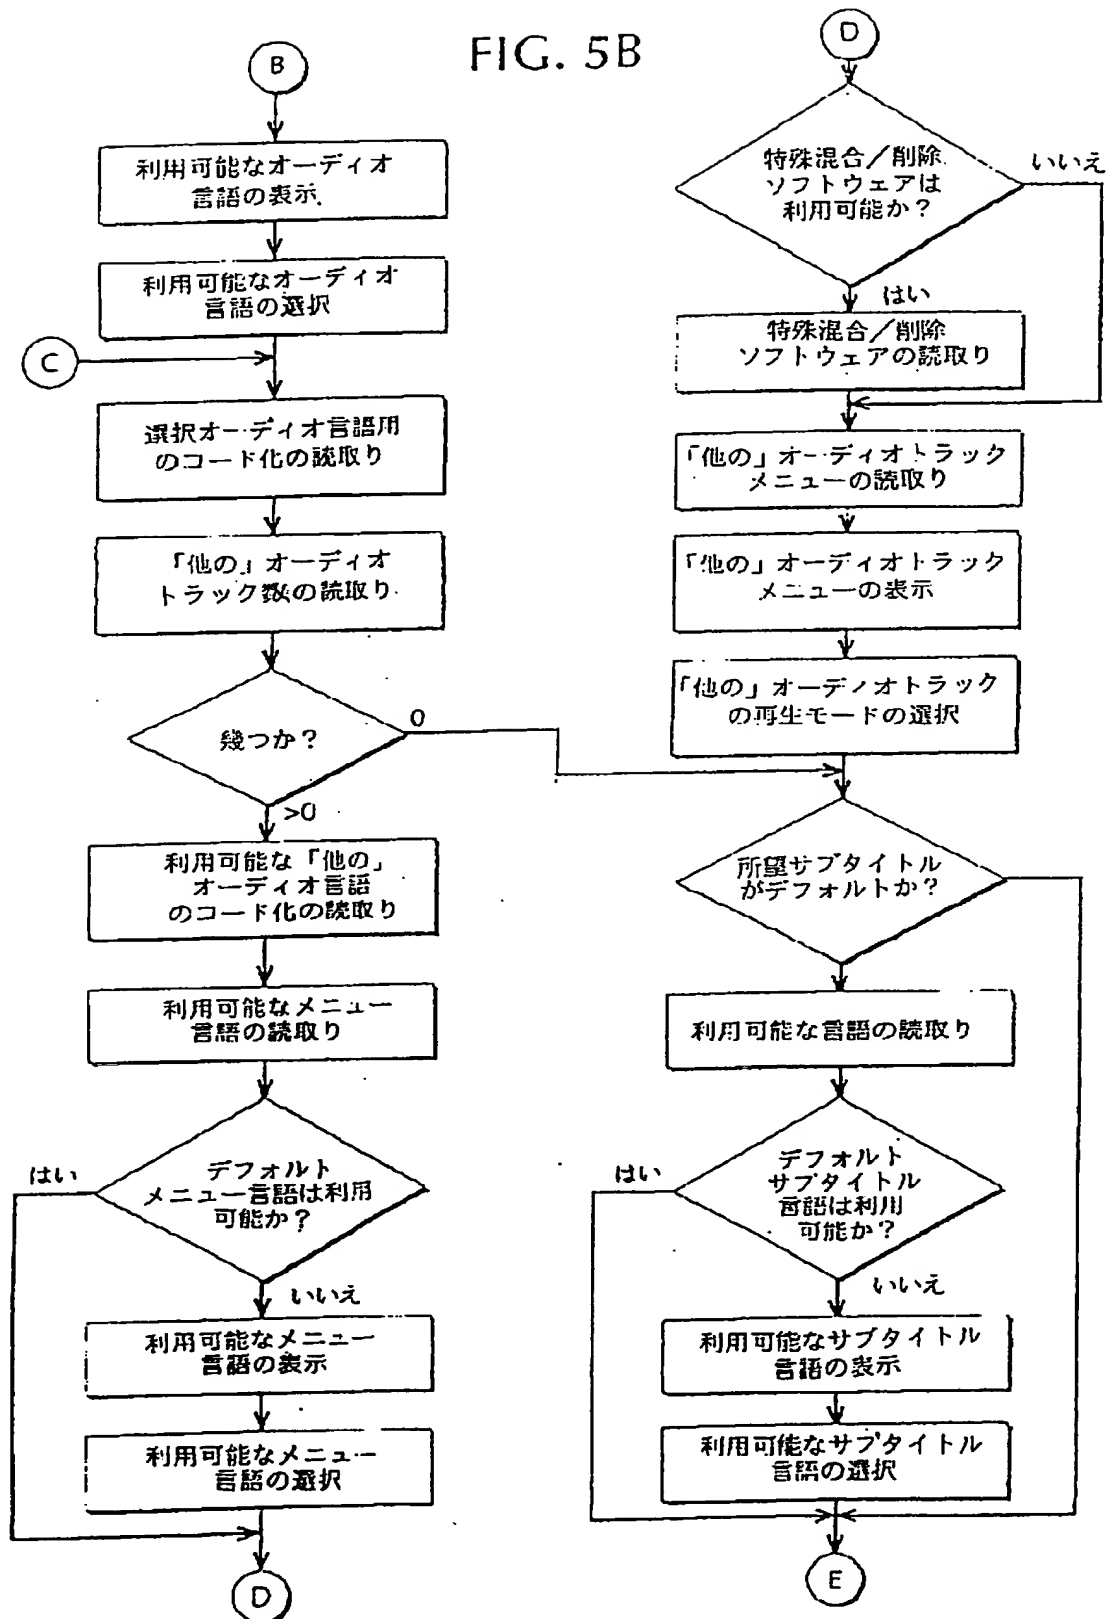 FIG. 5B
B
利用可能なオーディオ
言語の表示
利用可能なオーディオ
言語の選択
C
選択オーディオ言語用
のコード化の読取り
「他の」オーディオ
トラック数の読取り
幾つか?
0
>0
利用可能な「他の」
オーディオ言語
のコード化の読取り
利用可能なメニュー
言語の読取り
デフォルト
メニュー言語は利用
可能か?
はい
いいえ
利用可能なメニュー
言語の表示
利用可能なメニュー
言語の選択
D
D
特殊混合/削除
ソフトウェアは
利用可能か?
いいえ
はい
特殊混合/削除
ソフトウェアの読取り
「他の」オーディオトラック
メニューの読取り
「他の」オーディオトラック
メニューの表示
「他の」オーディオトラック
の再生モードの選択
所望サブタイトル
がデフォルトか?
利用可能な言語の読取り
デフォルト
サブタイトル
言語は利用
可能か?
はい
いいえ
利用可能なサブタイトル
言語の表示
利用可能なサブタイトル
言語の選択
E